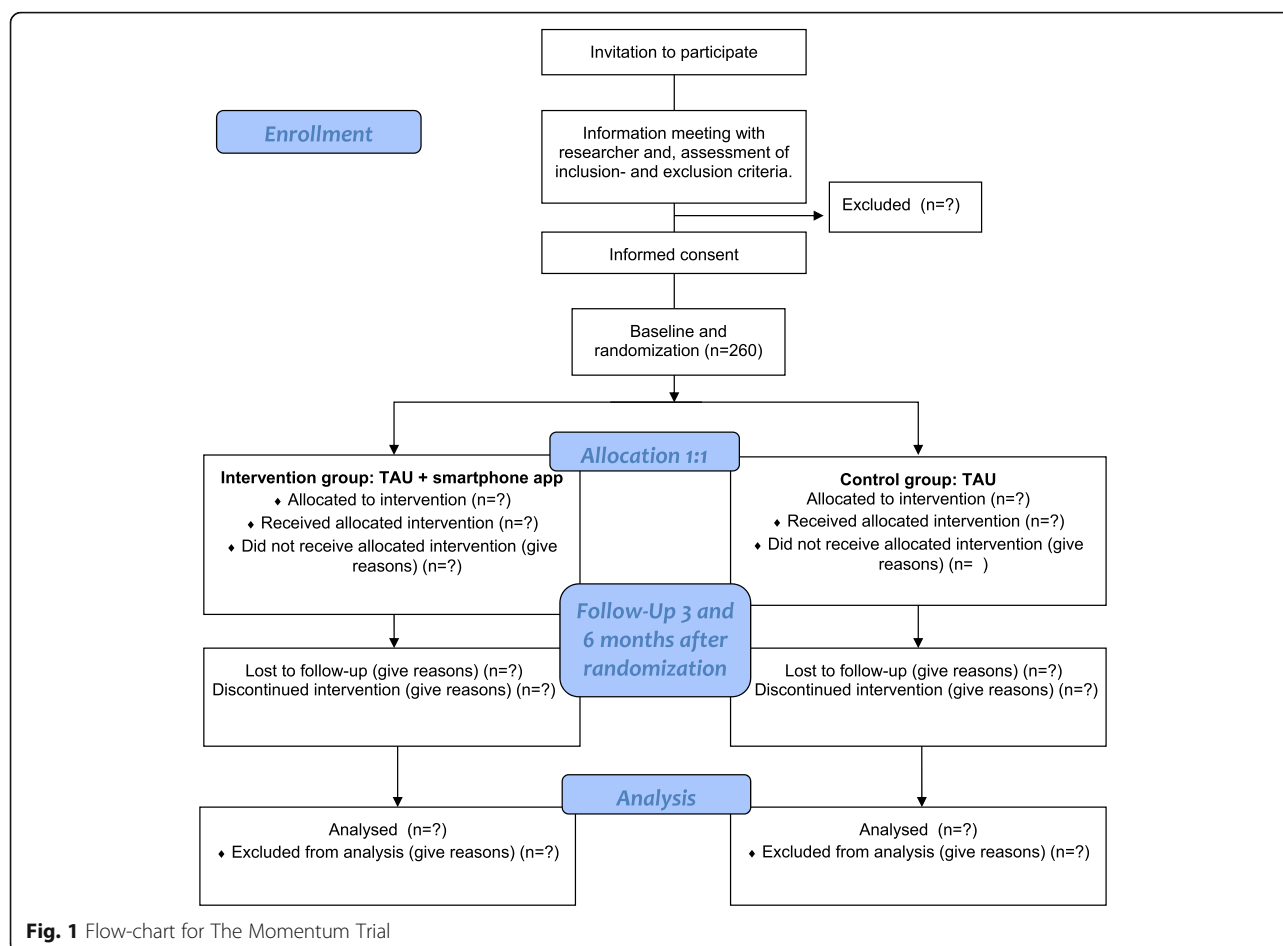 Invitation to participate
Enrollment
Information meeting with
researcher and, assessment of
inclusion- and exclusion criteria.
Excluded (n=?)
Informed consent
Baseline and
randomization (n=260)
Allocation 1:1
Intervention group: TAU + smartphone app
♦ Allocated to intervention (n=?)
♦ Received allocated intervention (n=?)
♦ Did not receive allocated intervention (give
reasons) (n=?)
Control group: TAU
Allocated to intervention (n=?)
♦ Received allocated intervention (n=?)
♦ Did not receive allocated intervention (give
reasons) (n= )
Follow-Up 3 and
6 months after
randomization
Lost to follow-up (give reasons) (n=?)
Discontinued intervention (give reasons) (n=?)
Lost to follow-up (give reasons) (n=?)
Discontinued intervention (give reasons) (n=?)
Analysis
Analysed (n=?)
♦ Excluded from analysis (give reasons) (n=?)
Analysed (n=?)
♦ Excluded from analysis (give reasons) (n=?)
Fig. 1 Flow-chart for The Momentum Trial